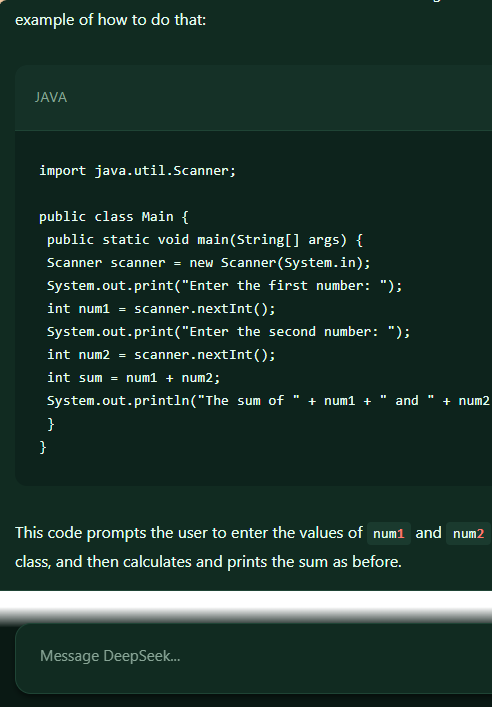 example of how to do that:
JAVA
import java.util.Scanner;
public class Main {
public static void main(String[] args) {
Scanner scanner = new Scanner(System.in);
System.out.print("Enter the first number: ");
int num1 = scanner.nextInt();
System.out.print("Enter the second number: ");
int num2 = scanner.nextInt();
int sum = num1 + num2;
System.out.println("The sum of " + num1 + " and " + num2
}
}
This code prompts the user to enter the values of num1 and num2
class, and then calculates and prints the sum as before.
Message DeepSeek...